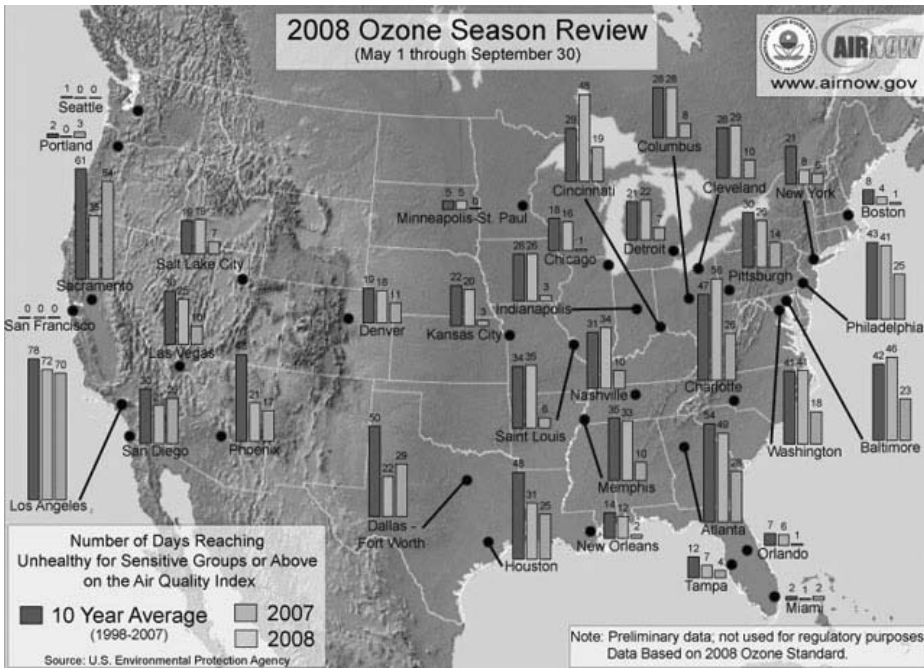 2008 Ozone Season Review
(May 1 through September 30)
AIRNOW
www.airnow.gov
1 0 0
Seattle
2 0 3
Portland
61 35 54
Sacramento
0 0 0
San Francisco
78 72 70
Los Angeles
19 19 7
Salt Lake City
30 25 10
Las Vegas
30
San Diego
21 17
Phoenix
5 5 0
Minneapolis-St. Paul
19 18 11
Denver
22 20 3
Kansas City
50 22 29
Dallas -
Fort Worth
48 31 25
Houston
34 35 6
Saint Louis
26 26 3
Indianapolis
18 16 1
Chicago
29 48 19
Cincinnati
28 28 8
Columbus
21 22 7
Detroit
28 29 10
Cleveland
21 8
New York
8 4 1
Boston
30 26 14
Pittsburgh
43 41 25
Philadelphia
42 46 23
Baltimore
41 41 18
Washington
47 56 26
Charlotte
31 34 10
Nashville
35 33 10
Memphis
54 49 28
Atlanta
14 12 2
New Orleans
12 7 4
Tampa
7 6 1
Orlando
2 1 2
Miami
Number of Days Reaching
Unhealthy for Sensitive Groups or Above
on the Air Quality Index
10 Year Average
(1998-2007)
2007
2008
Source: U.S. Environmental Protection Agency
Note: Preliminary data; not used for regulatory purposes.
Data Based on 2008 Ozone Standard.